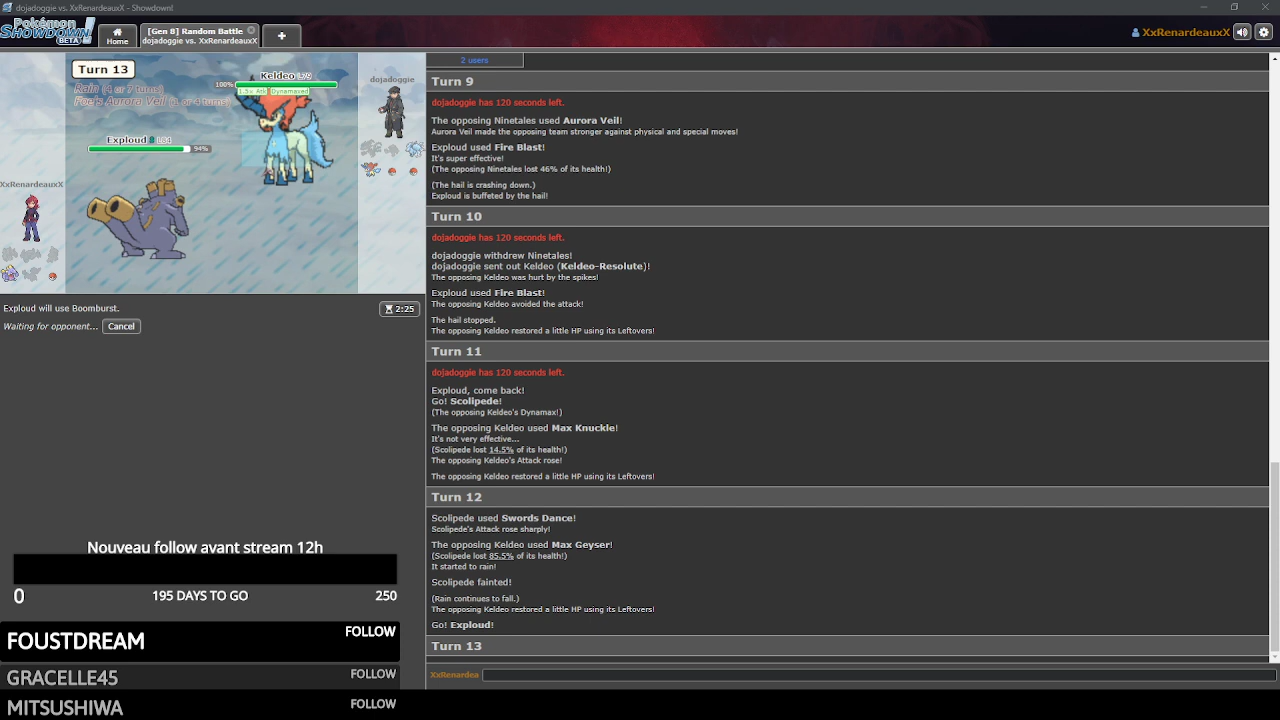 dojadoggie vs. XxRenardeauxX - Showdown!
Pokémon
SHOWDOWN!
BETA
Home
[Gen 8] Random Battle
dojadoggie vs. XxRenardeauxX
XxRenardeauxX
Turn 13
Rain (4 or 7 turns)
Foe's Aurora Veil (1 or 4 turns)
Keldeo L79
100%
1.5× Atk Dynamaxed
Exploud L84
94%
dojadoggie
XxRenardeauxX
Exploud will use Boomburst.
2:25
Waiting for opponent... Cancel
2 users
Turn 9
dojadoggie has 120 seconds left.
The opposing Ninetales used Aurora Veil!
Aurora Veil made the opposing team stronger against physical and special moves!
Exploud used Fire Blast!
It's super effective!
(The opposing Ninetales lost 46% of its health!)
(The hail is crashing down.)
Exploud is buffeted by the hail!
Turn 10
dojadoggie has 120 seconds left.
dojadoggie withdrew Ninetales!
dojadoggie sent out Keldeo (Keldeo-Resolute)!
The opposing Keldeo was hurt by the spikes!
Exploud used Fire Blast!
The opposing Keldeo avoided the attack!
The hail stopped.
The opposing Keldeo restored a little HP using its Leftovers!
Turn 11
dojadoggie has 120 seconds left.
Exploud, come back!
Go! Scolipede!
(The opposing Keldeo's Dynamax!)
The opposing Keldeo used Max Knuckle!
It's not very effective...
(Scolipede lost 14.5% of its health!)
The opposing Keldeo's Attack rose!
The opposing Keldeo restored a little HP using its Leftovers!
Turn 12
Scolipede used Swords Dance!
Scolipede's Attack rose sharply!
The opposing Keldeo used Max Geyser!
(Scolipede lost 85.5% of its health!)
It started to rain!
Scolipede fainted!
(Rain continues to fall.)
The opposing Keldeo restored a little HP using its Leftovers!
Go! Exploud!
Turn 13
XxRenardea
Nouveau follow avant stream 12h
0 195 DAYS TO GO 250
FOUSTDREAM FOLLOW
GRACELLE45 FOLLOW
MITSUSHIWA FOLLOW